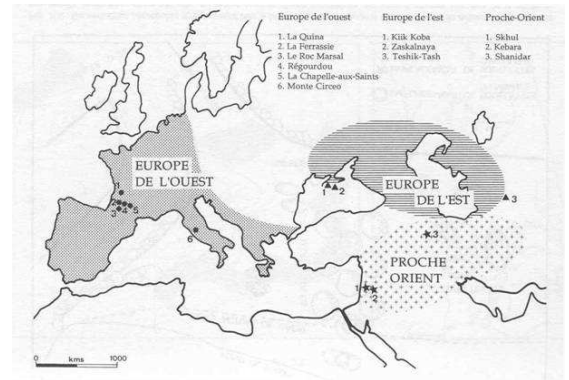 Europe de l'ouest
1. La Quina
2. La Ferrassie
3. Le Roc Marsal
4. Régourdou
5. La Chapelle-aux-Saints
6. Monte Circeo
Europe de l'est
1. Kiik Koba
2. Zaskalnaya
3. Teshik-Tash
Proche-Orient
1. Skhul
2. Kebara
3. Shanidar
EUROPE
DE L'OUEST
1
2
3
4
5
6
EUROPE
DE L'EST
1
2
3
PROCHE
ORIENT
3
1
2
0 kms 1000